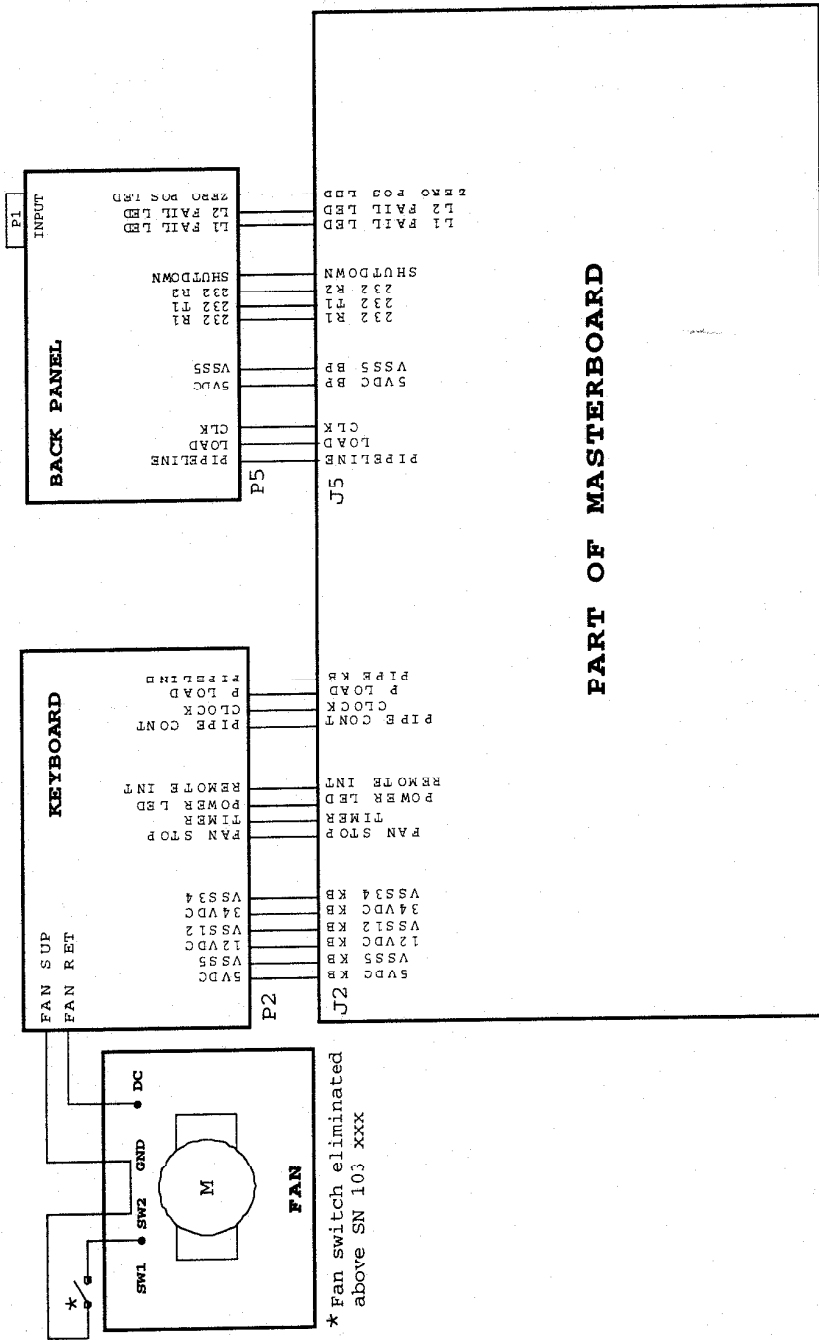 FAN SUP
FAN RET
KEYBOARD
5VDC
VSS5
12VDC
VSS12
34VDC
VSS34
FAN STOP
TIMER
POWER LED
REMOTE INT
PIPE CONT
CLOCK
P LOAD
PIPELINE
P2
BACK PANEL
P1
INPUT
PIPELINE
LOAD
CLK
5VDC
VSS5
232 R1
232 T1
232 R2
SHUTDOWN
L1 FAIL LED
L2 FAIL LED
ZERO POS LED
P5
*
SW1
SW2
GND
DC
M
FAN
* Fan switch eliminated
above SN 103 xxx
J2
5VDC KB
VSS5 KB
12VDC KB
VSS12 KB
34VDC KB
VSS34 KB
FAN STOP
TIMER
POWER LED
REMOTE INT
PIPE CONT
CLOCK
P LOAD
PIPE KB
J5
PIPELINE
LOAD
CLK
5VDC BP
VSS5 BP
232 R1
232 T1
232 R2
SHUTDOWN
L1 FAIL LED
L2 FAIL LED
ZERO POS LED
PART OF MASTERBOARD